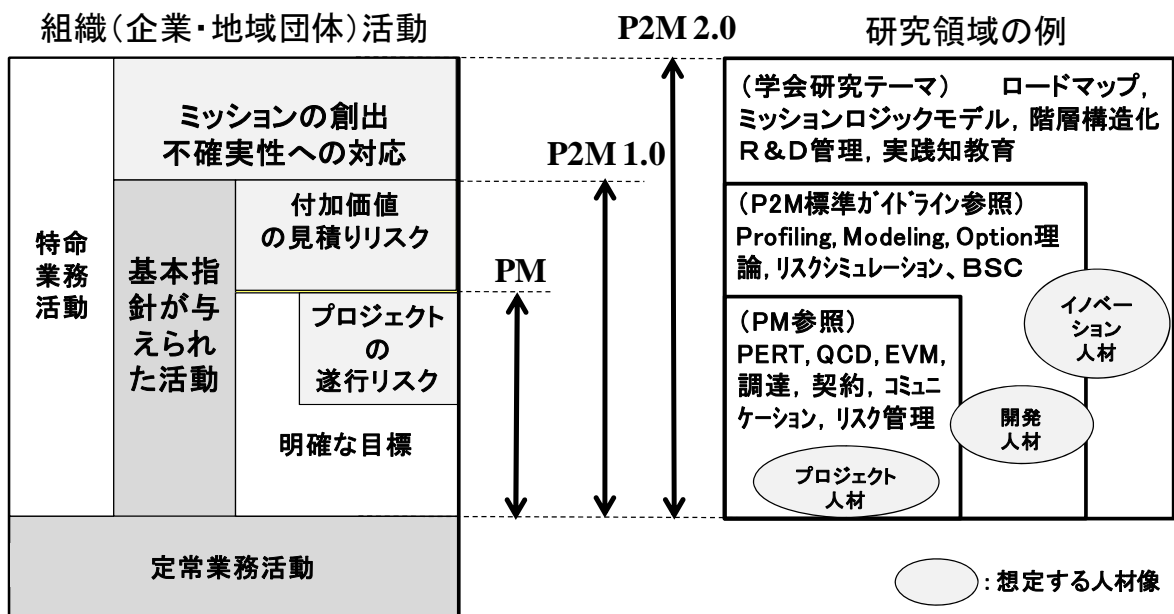 組織(企業・地域団体)活動
P2M 2.0
研究領域の例
ミッションの創出
不確実性への対応
P2M 1.0
付加価値
の見積りリスク
特命
業務
活動
基本指
針が与
えられ
た活動
PM
プロジェクト
の
遂行リスク
明確な目標
定常業務活動
(学会研究テーマ) ロードマップ,
ミッションロジックモデル, 階層構造化
R&D管理, 実践知教育
(P2M標準ガイドライン参照)
Profiling, Modeling, Option理
論, リスクシミュレーション、BSC
イノベー
ション
人材
(PM参照)
PERT, QCD, EVM,
調達, 契約, コミュニ
ケーション, リスク管理
開発
人材
プロジェクト
人材
:想定する人材像